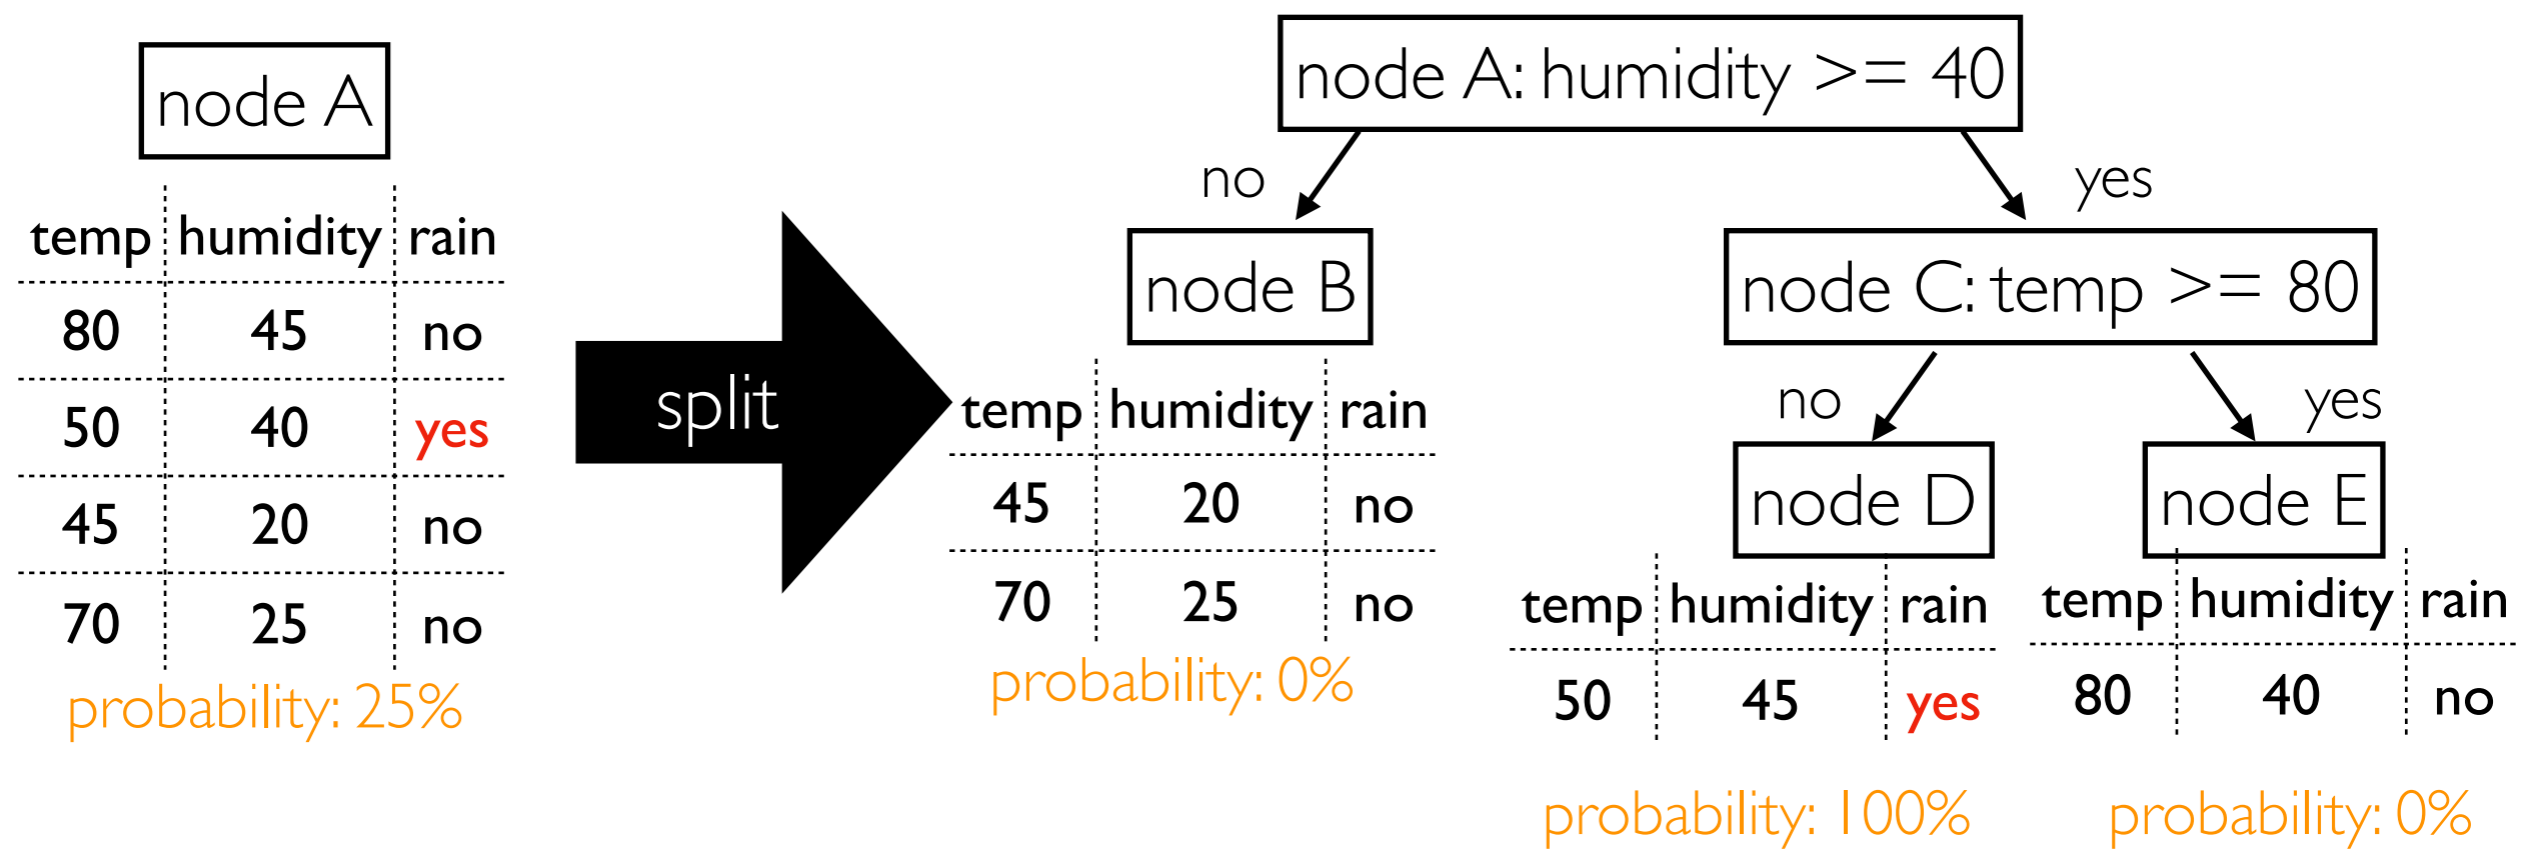 node A
temp humidity rain
80 45 no
50 40 yes
45 20 no
70 25 no
probability: 25%
split
node A: humidity >= 40
no yes
node B
temp humidity rain
45 20 no
70 25 no
probability: 0%
node C: temp >= 80
no yes
node D
temp humidity rain
50 45 yes
probability: 100%
node E
temp humidity rain
80 40 no
probability: 0%